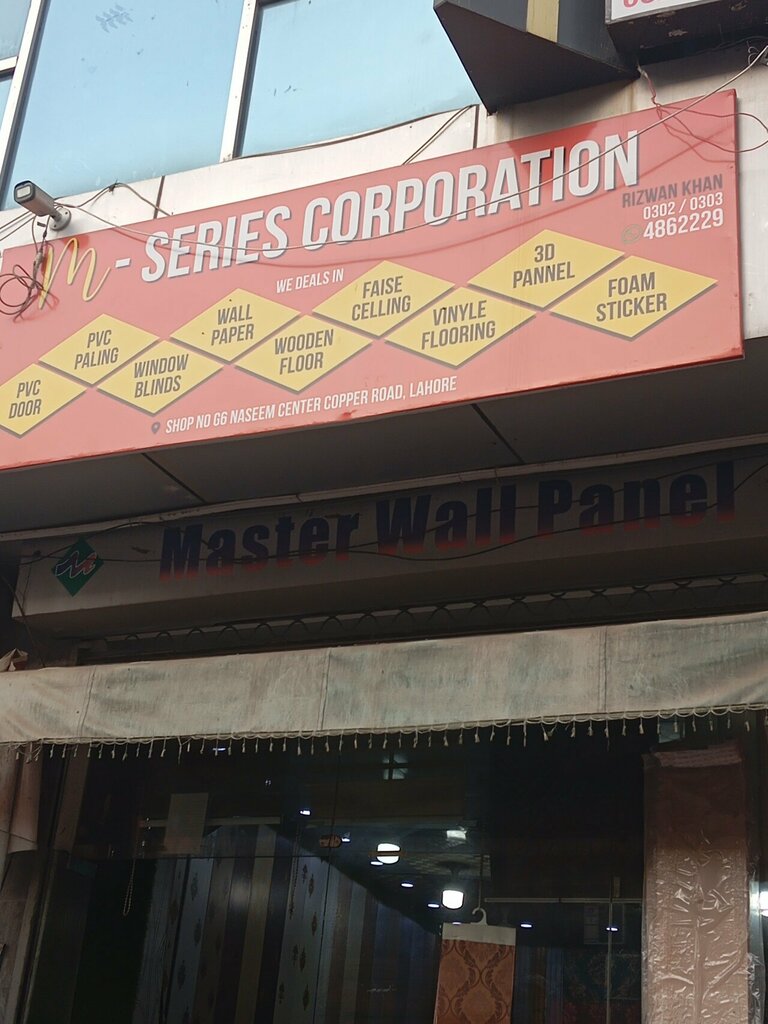 m - SERIES CORPORATION
RIZWAN KHAN
0302 / 0303
4862229
WE DEALS IN
PVC DOOR
PVC PALING
WINDOW BLINDS
WALL PAPER
WOODEN FLOOR
FAISE CELLING
VINYLE FLOORING
3D PANNEL
FOAM STICKER
SHOP NO G6 NASEEM CENTER COPPER ROAD, LAHORE
Master Wall Panel